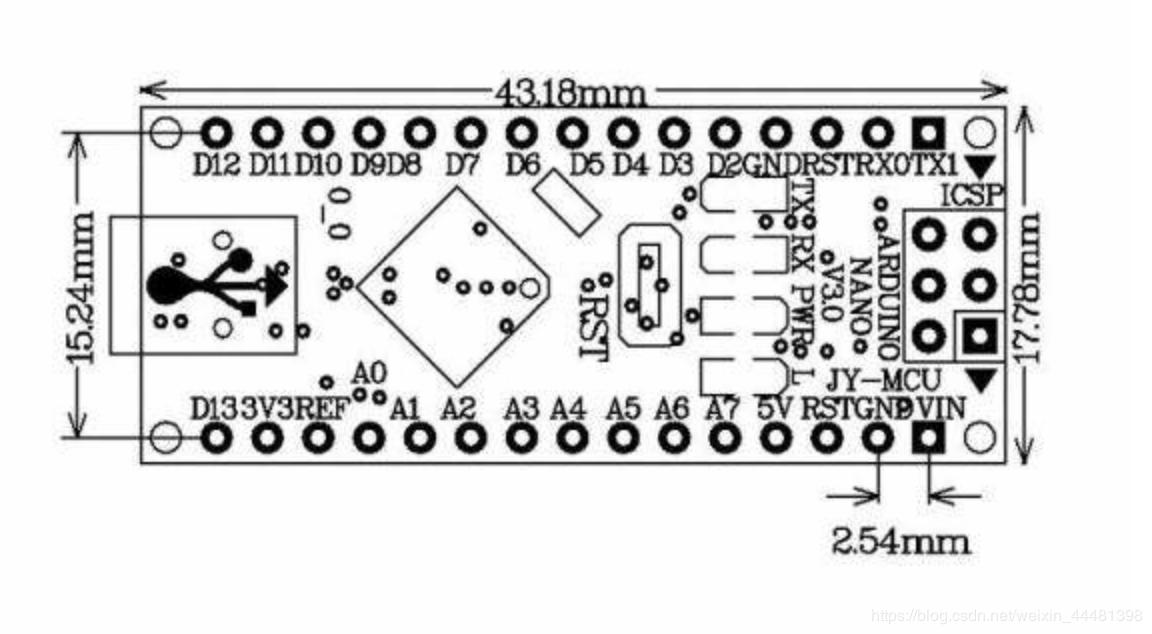 43.18mm
D12 D11 D10 D9 D8 D7 D6 D5 D4 D3 D2 GND RST RX0 TX1
ICSP
0_0
TX
RX
PWR
L
RST
V3.0
NANO
ARDUINO
15.24mm
17.78mm
JY-MCU
A0
D13 3V3 REF A1 A2 A3 A4 A5 A6 A7 5V RST GND VIN
2.54mm
https://blog.csdn.net/weixin_44481398